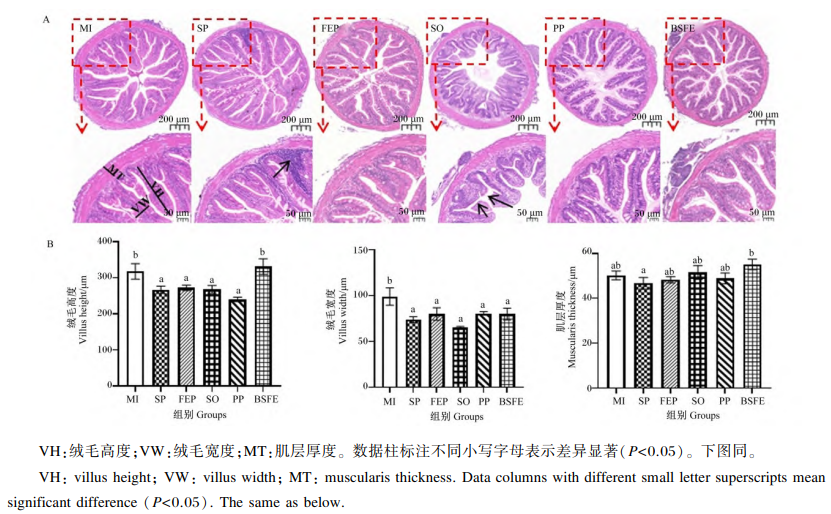 A
MI SP FEP SO PP BSFE
200 μm 200 μm 200 μm 200 μm 200 μm 200 μm
MT VH VW
50 μm 50 μm 50 μm 50 μm 50 μm 50 μm
B
绒毛高度
Villus height/μm
400
300
200
100
0
b a a a a b
MI SP FEP SO PP BSFE
组别 Groups
绒毛宽度
Villus width/μm
150
100
50
0
b a a a a a
MI SP FEP SO PP BSFE
组别 Groups
肌层厚度
Muscularis thickness/μm
60
40
20
0
ab a ab ab ab b
MI SP FEP SO PP BSFE
组别 Groups
VH:绒毛高度;VW:绒毛宽度;MT:肌层厚度。数据柱标注不同小写字母表示差异显著(P<0.05)。下图同。
VH: villus height; VW: villus width; MT: muscularis thickness. Data columns with different small letter superscripts mean
significant difference (P<0.05). The same as below.